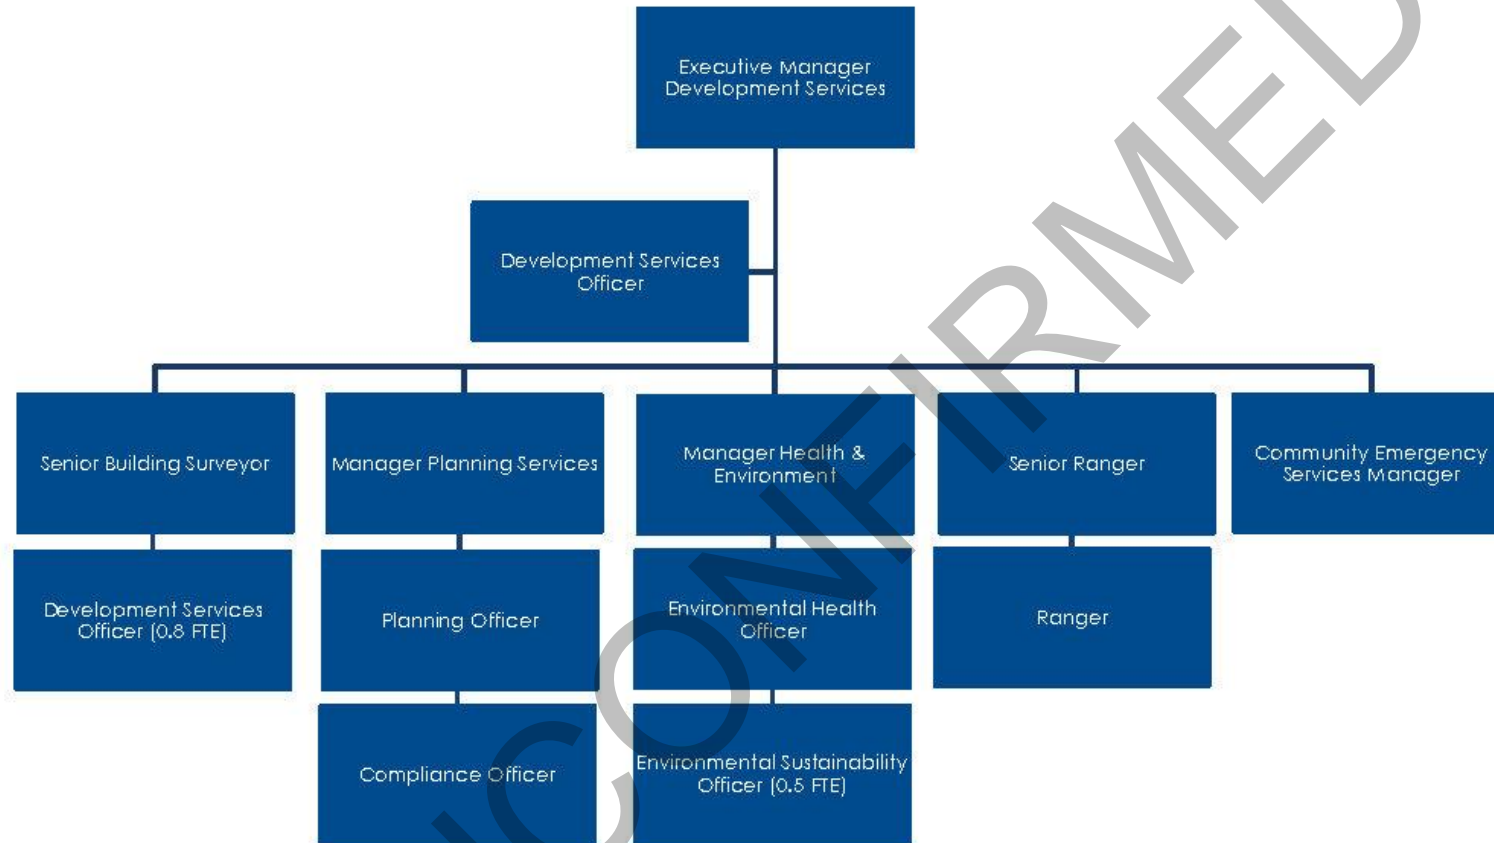 Executive Manager
Development Services
Development Services
Officer
Senior Building Surveyor
Manager Planning Services
Manager Health &
Environment
Senior Ranger
Community Emergency
Services Manager
Development Services
Officer (0.8 FTE)
Planning Officer
Environmental Health
Officer
Ranger
Compliance Officer
Environmental Sustainability
Officer (0.5 FTE)
CONFIRMED